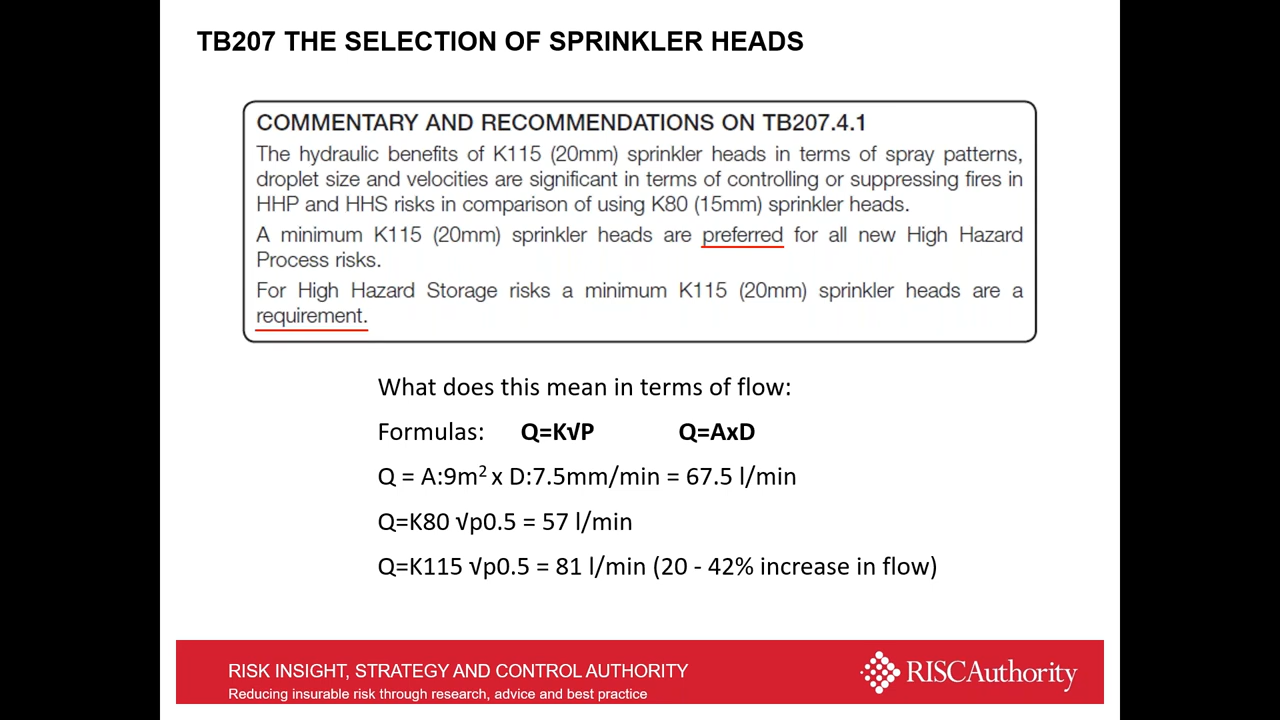 TB207 THE SELECTION OF SPRINKLER HEADS
COMMENTARY AND RECOMMENDATIONS ON TB207.4.1
The hydraulic benefits of K115 (20mm) sprinkler heads in terms of spray patterns,
droplet size and velocities are significant in terms of controlling or suppressing fires in
HHP and HHS risks in comparison of using K80 (15mm) sprinkler heads.
A minimum K115 (20mm) sprinkler heads are preferred for all new High Hazard
Process risks.
For High Hazard Storage risks a minimum K115 (20mm) sprinkler heads are a
requirement.
What does this mean in terms of flow:
Formulas: Q=K√P Q=AxD
Q = A:9m² x D:7.5mm/min = 67.5 l/min
Q=K80 √p0.5 = 57 l/min
Q=K115 √p0.5 = 81 l/min (20 - 42% increase in flow)
RISK INSIGHT, STRATEGY AND CONTROL AUTHORITY
Reducing insurable risk through research, advice and best practice
RISCAuthority